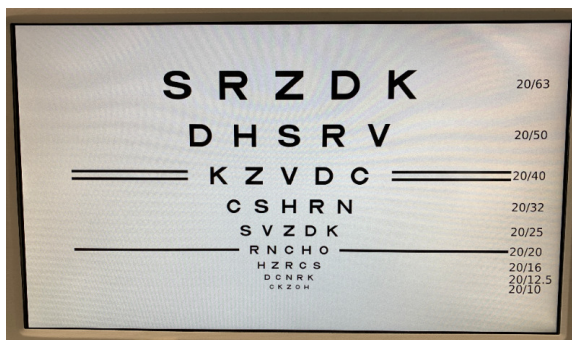 S R Z D K 20/63
D H S R V 20/50
K Z V D C 20/40
C S H R N 20/32
S V Z D K 20/25
R N C H O 20/20
H Z R C S 20/16
D C N R K 20/12.5
C K Z O H 20/10